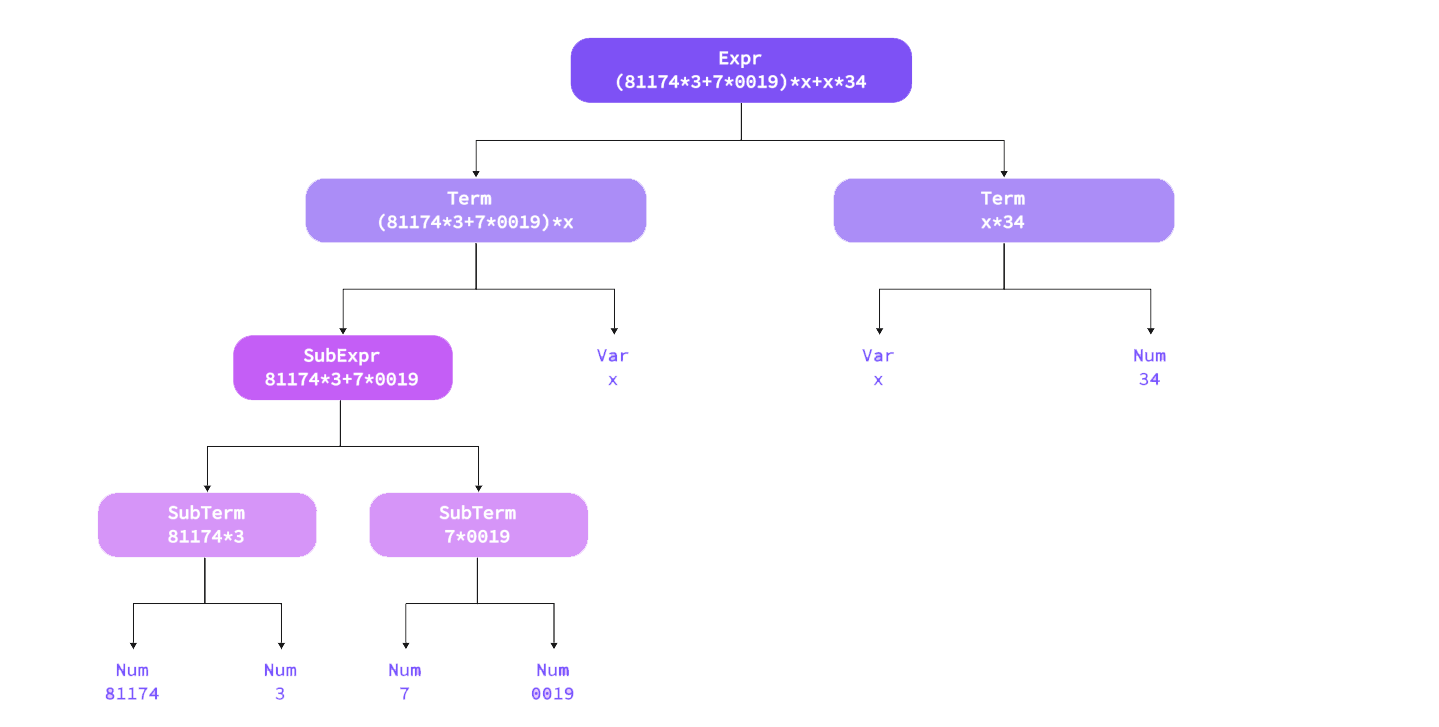 Expr
(81174*3+7*0019)*x+x*34
Term
(81174*3+7*0019)*x
Term
x*34
SubExpr
81174*3+7*0019
Var
x
Var
x
Num
34
SubTerm
81174*3
SubTerm
7*0019
Num
81174
Num
3
Num
7
Num
0019